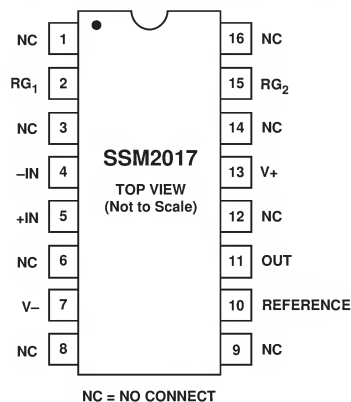 NC 1 16 NC
RG1 2 15 RG2
NC 3 14 NC
SSM2017
–IN 4 13 V+
TOP VIEW
(Not to Scale)
+IN 5 12 NC
NC 6 11 OUT
V– 7 10 REFERENCE
NC 8 9 NC
NC = NO CONNECT